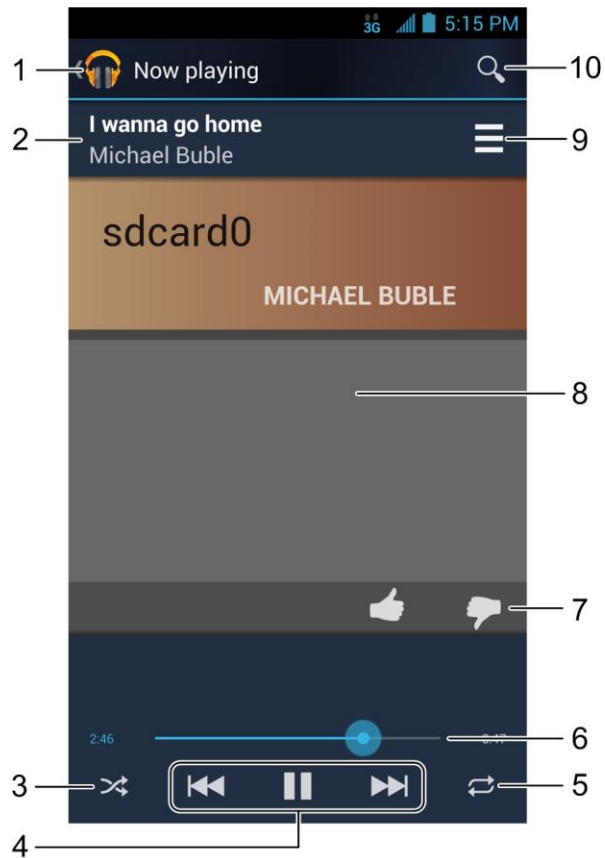 3G 5:15 PM
1 Now playing 10
2 I wanna go home 9
Michael Buble
sdcard0
MICHAEL BUBLE
8
7
2:46 6
3 5
4